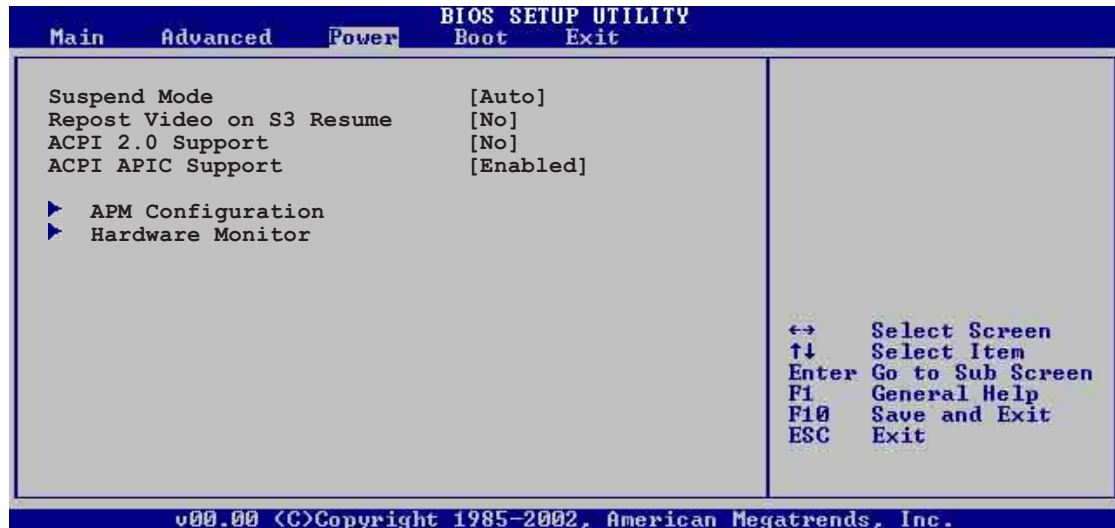 BIOS SETUP UTILITY
Main Advanced Power Boot Exit
Suspend Mode [Auto]
Repost Video on S3 Resume [No]
ACPI 2.0 Support [No]
ACPI APIC Support [Enabled]
APM Configuration
Hardware Monitor
←→ Select Screen
↑↓ Select Item
Enter Go to Sub Screen
F1 General Help
F10 Save and Exit
ESC Exit
v00.00 (C)Copyright 1985-2002, American Megatrends, Inc.